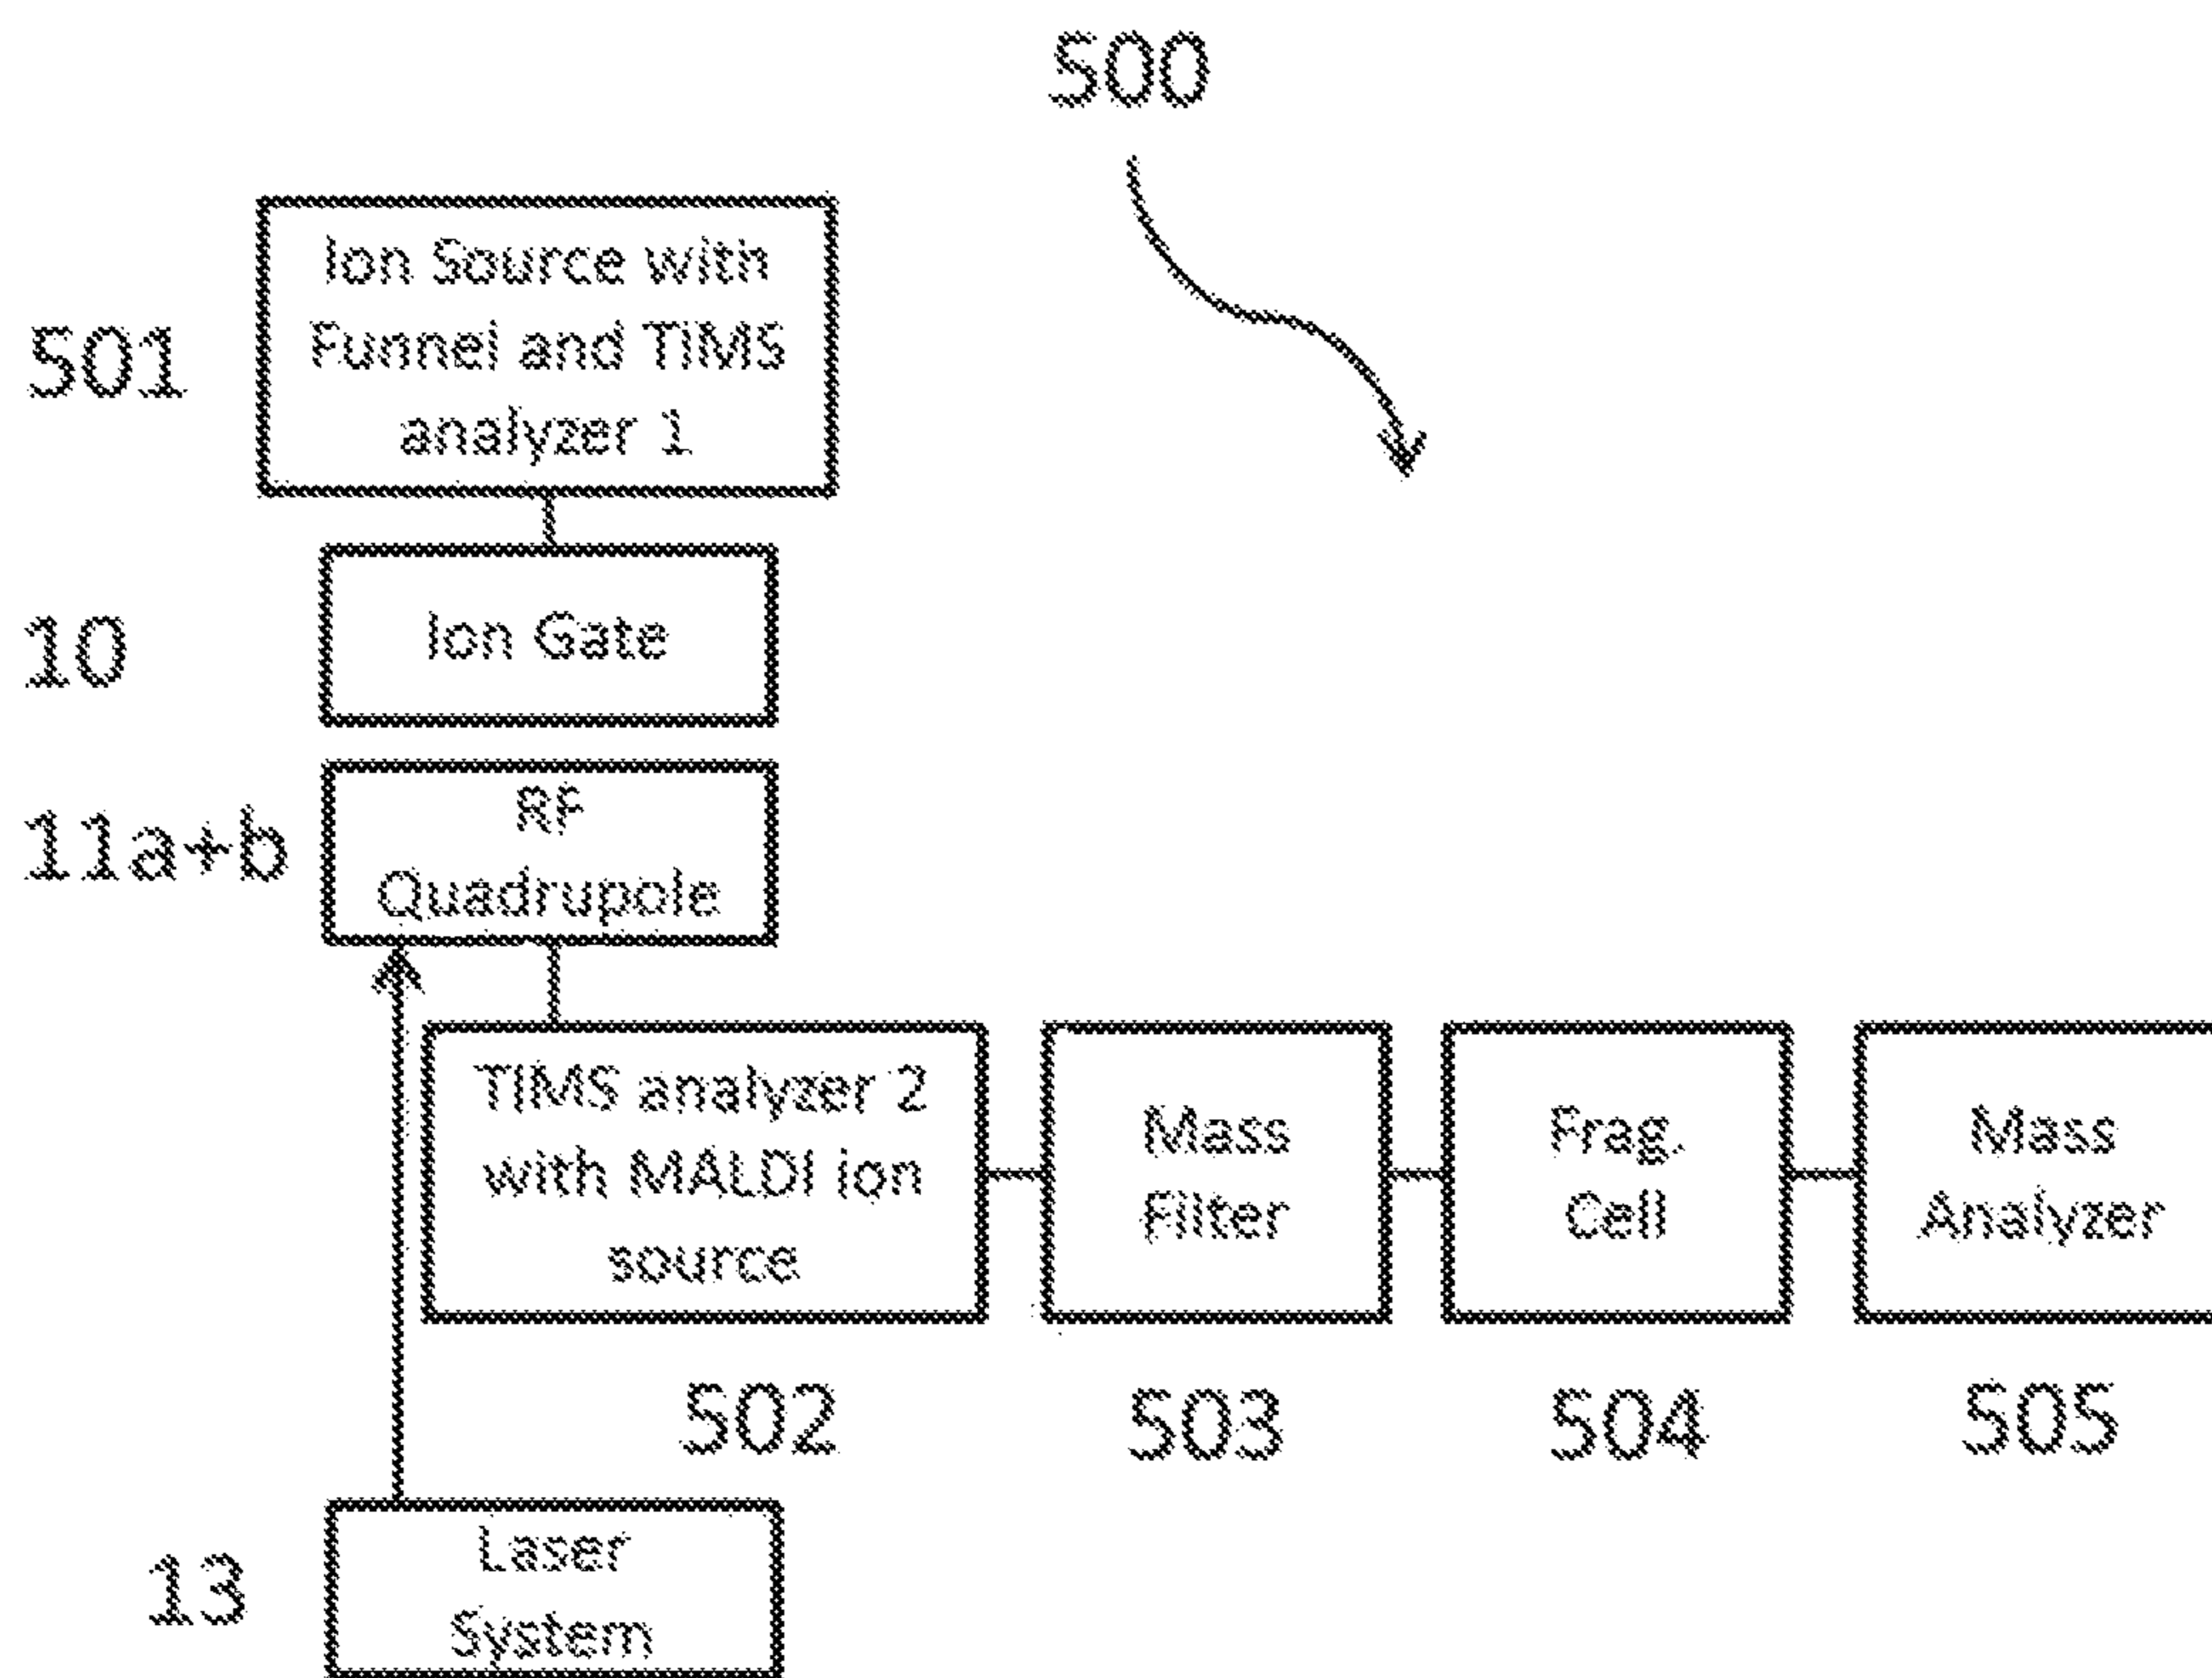 500
501
Ion Source with
Funnel and TIMS
analyzer 1
10
Ion Gate
11a+b
RF
Quadrupole
TIMS analyzer 2
with MALDI ion
source
Mass
Filter
Frag.
Cell
Mass
Analyzer
502
503
504
505
13
Laser
System